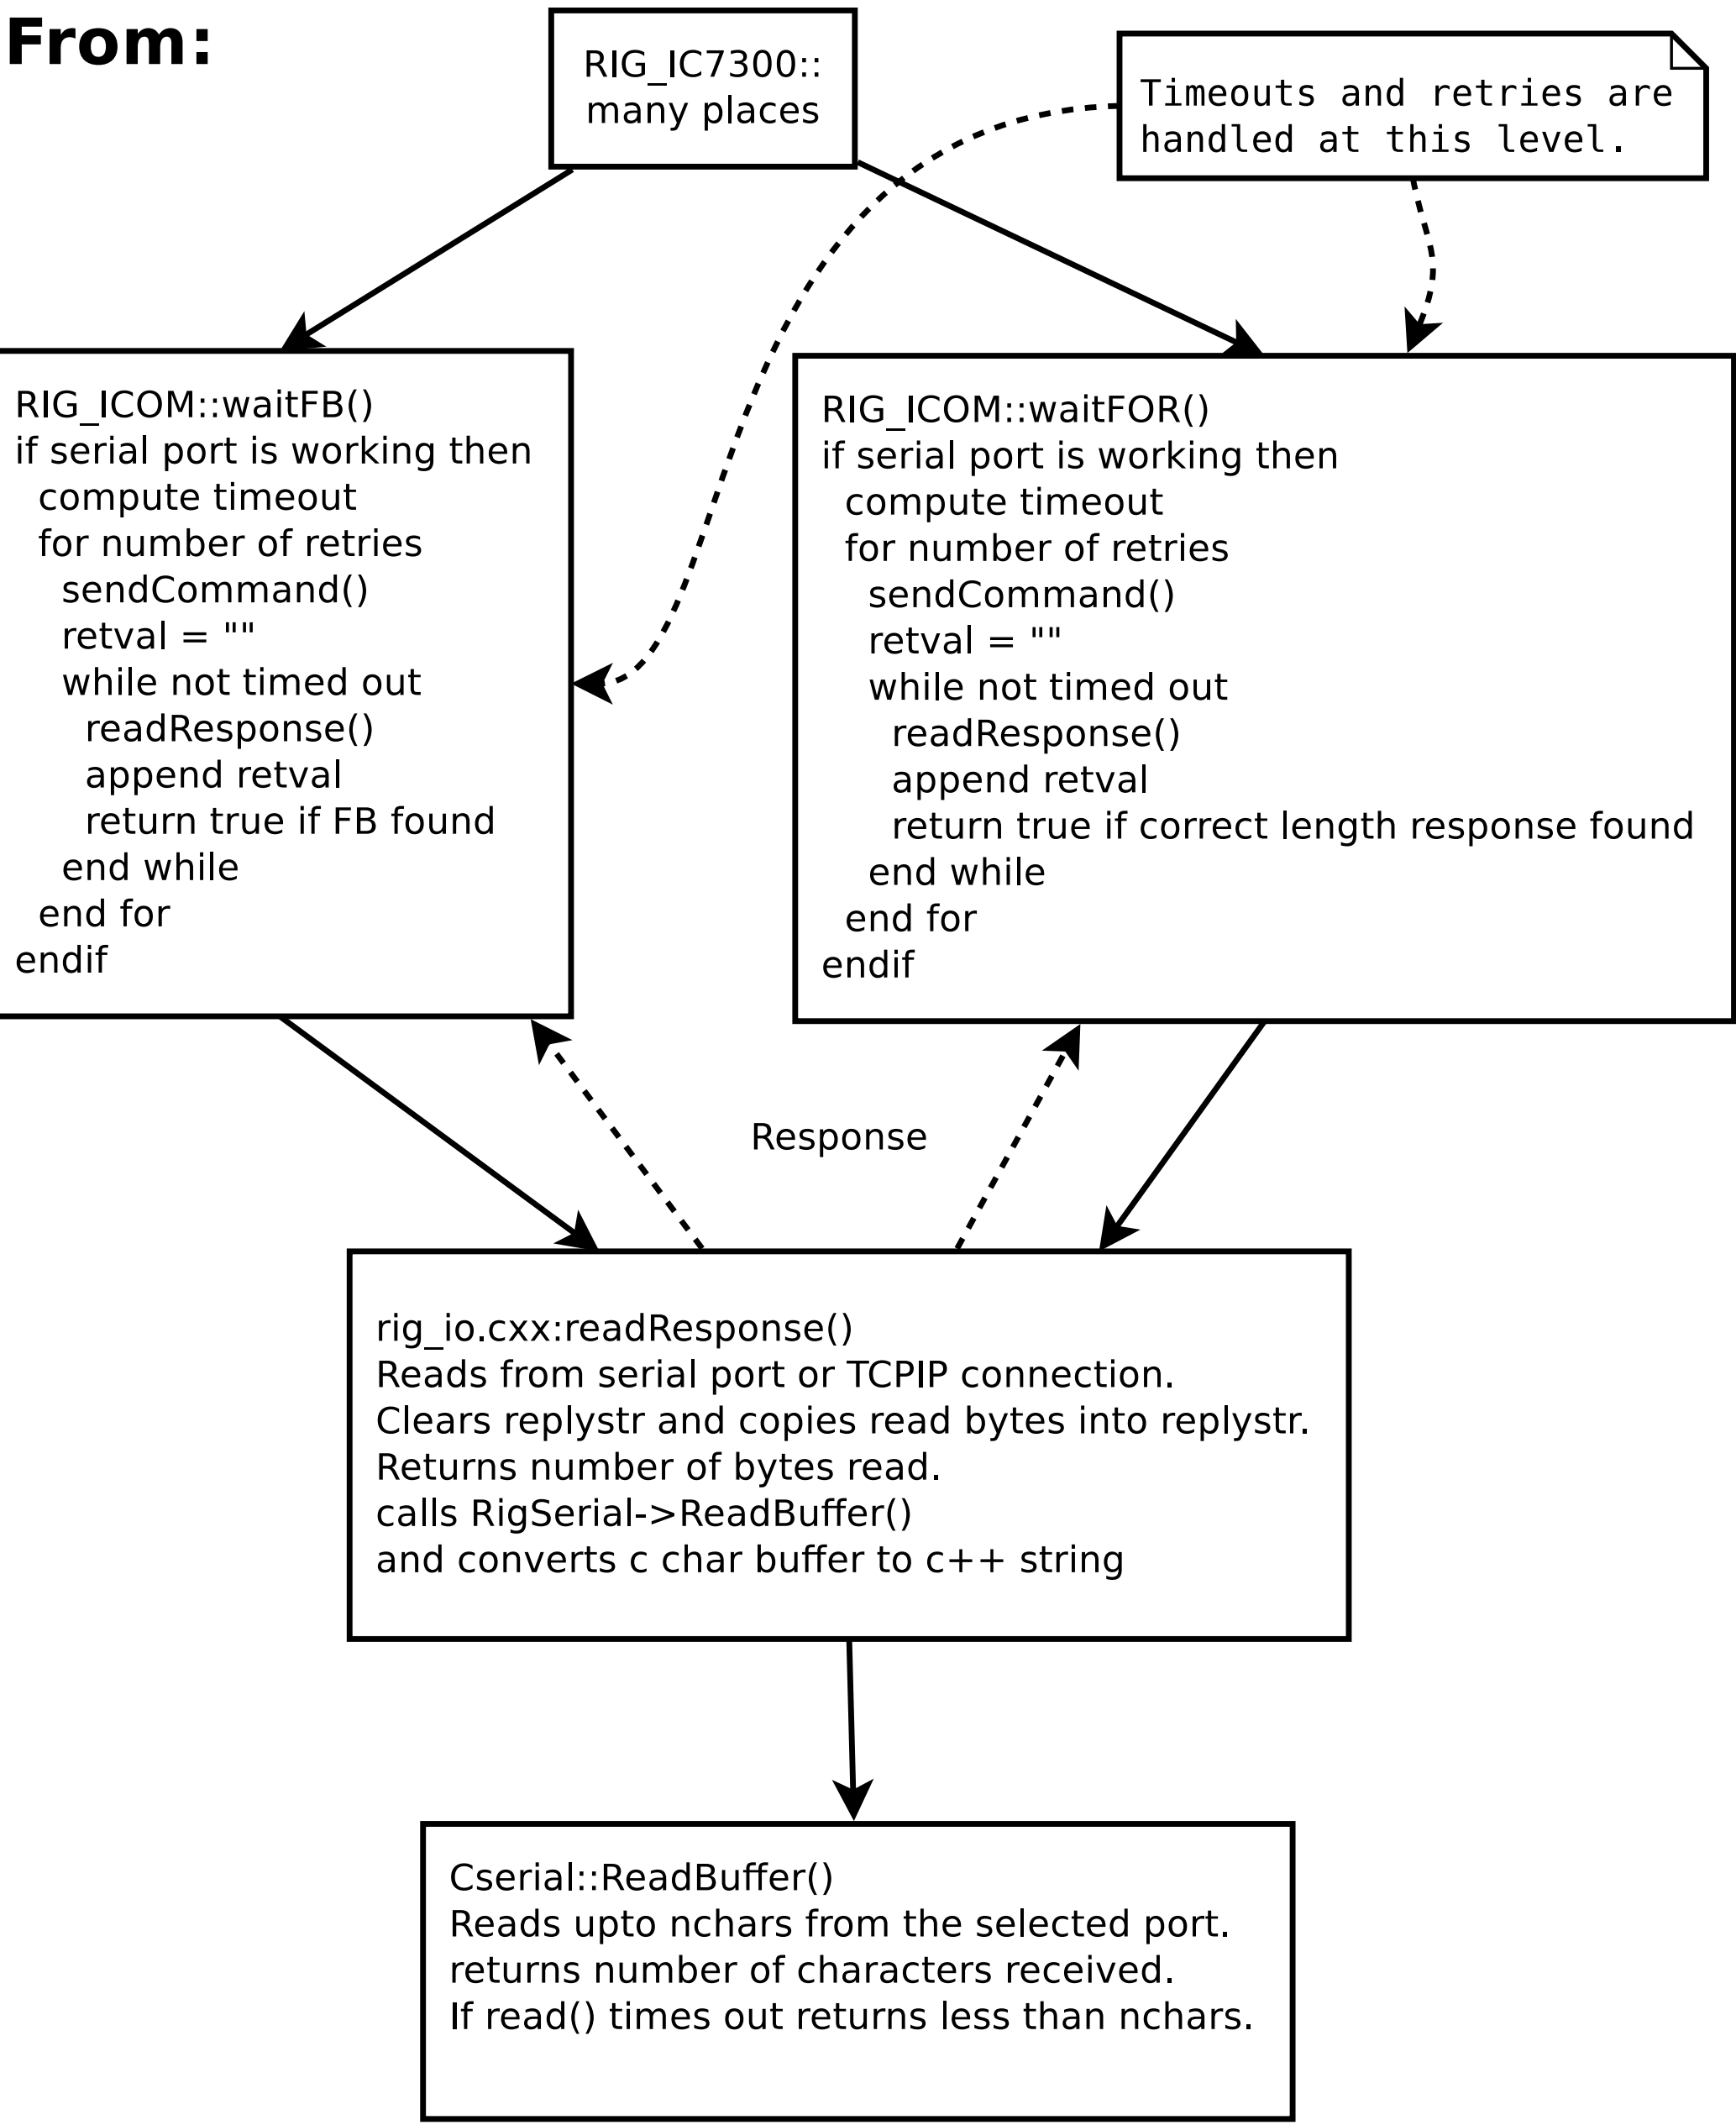 From:
RIG_IC7300::
many places
Timeouts and retries are
handled at this level.
RIG_ICOM::waitFB()
if serial port is working then
  compute timeout
  for number of retries
    sendCommand()
    retval = ""
    while not timed out
      readResponse()
      append retval
      return true if FB found
    end while
  end for
endif
RIG_ICOM::waitFOR()
if serial port is working then
  compute timeout
  for number of retries
    sendCommand()
    retval = ""
    while not timed out
      readResponse()
      append retval
      return true if correct length response found
    end while
  end for
endif
Response
rig_io.cxx:readResponse()
Reads from serial port or TCPIP connection.
Clears replystr and copies read bytes into replystr.
Returns number of bytes read.
calls RigSerial->ReadBuffer()
and converts c char buffer to c++ string
Cserial::ReadBuffer()
Reads upto nchars from the selected port.
returns number of characters received.
If read() times out returns less than nchars.